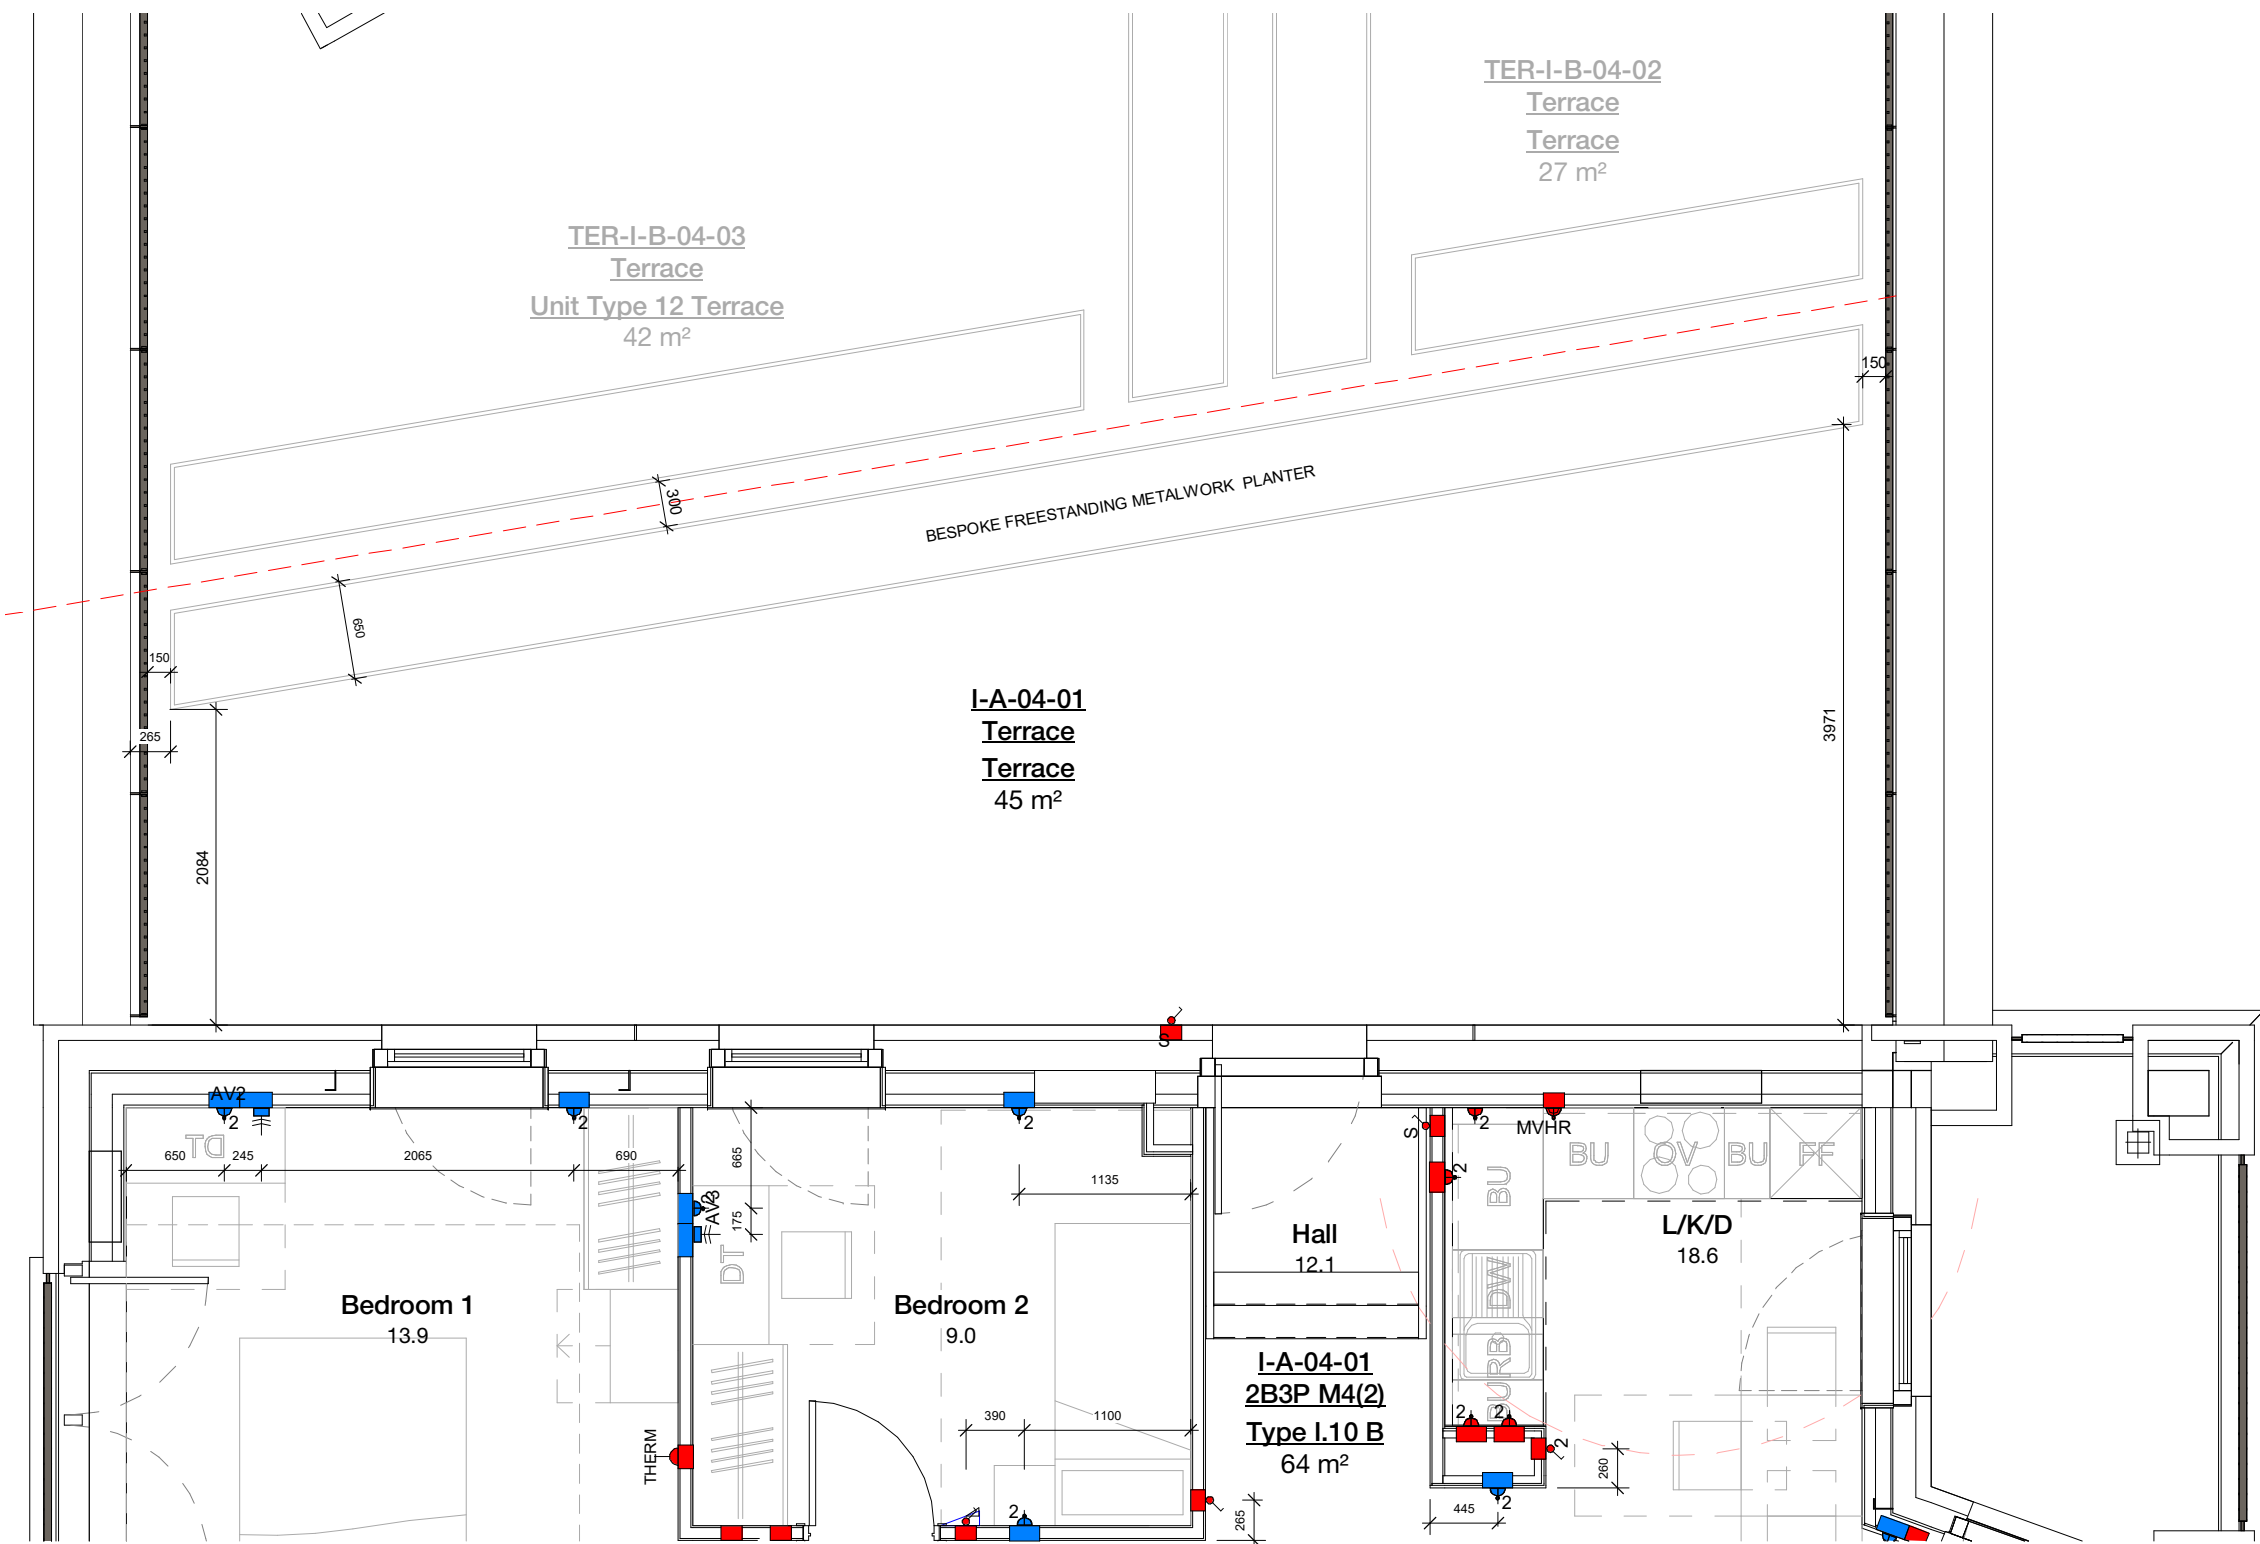 TER-I-B-04-02
Terrace
Terrace
27 m²
TER-I-B-04-03
Terrace
Unit Type 12 Terrace
42 m²
150
300
BESPOKE FREESTANDING METALWORK PLANTER
650
150
265
I-A-04-01
Terrace
Terrace
45 m²
3971
2084
S
AV2
2
2
2
S
2
MVHR
DT
650
245
2065
690
665
1135
2
BU
BU
OV
BU
FF
2
AV3
175
DT
Hall
12.1
L/K/D
18.6
DW
Bedroom 1
13.9
Bedroom 2
9.0
BURB
I-A-04-01
2B3P M4(2)
Type I.10 B
64 m²
390
1100
2
2
2
THERM
260
2
2
445
265